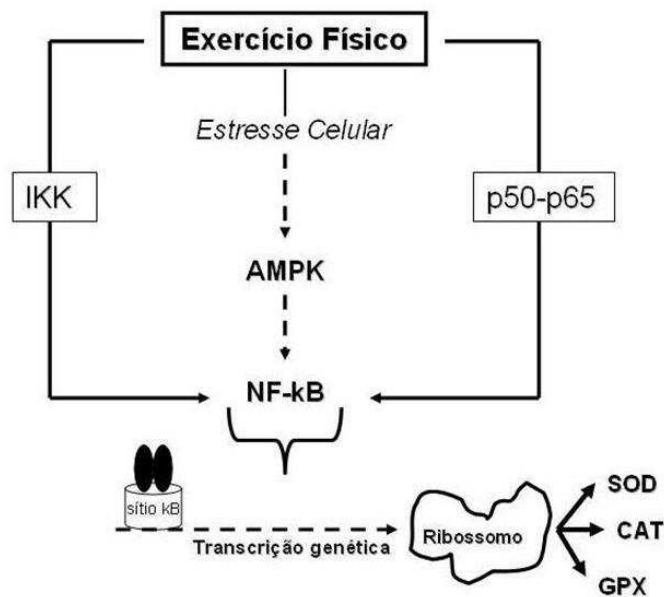 Exercício Físico
Estresse Celular
IKK
p50-p65
AMPK
NF-kB
sítio kB
Transcrição genética
Ribossomo
SOD
CAT
GPX